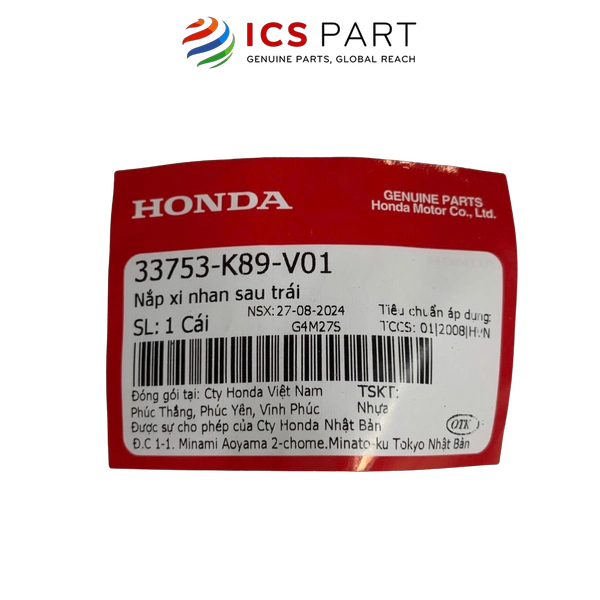 ICS PART
GENUINE PARTS, GLOBAL REACH
HONDA
GENUINE PARTS
Honda Motor Co., Ltd.
33753-K89-V01
Nắp xi nhan sau trái
NSX: 27-08-2024
Tiêu chuẩn áp dụng:
SL: 1 Cái
G4M27S
TCCS: 01|2008|HVN
Đóng gói tại: Cty Honda Việt Nam
TSKT:
Phúc Thắng, Phúc Yên, Vĩnh Phúc
Nhựa
Được sự cho phép của Cty Honda Nhật Bản
OTK
Đ.C 1-1. Minami Aoyama 2-chome.Minato-ku Tokyo Nhật Bản